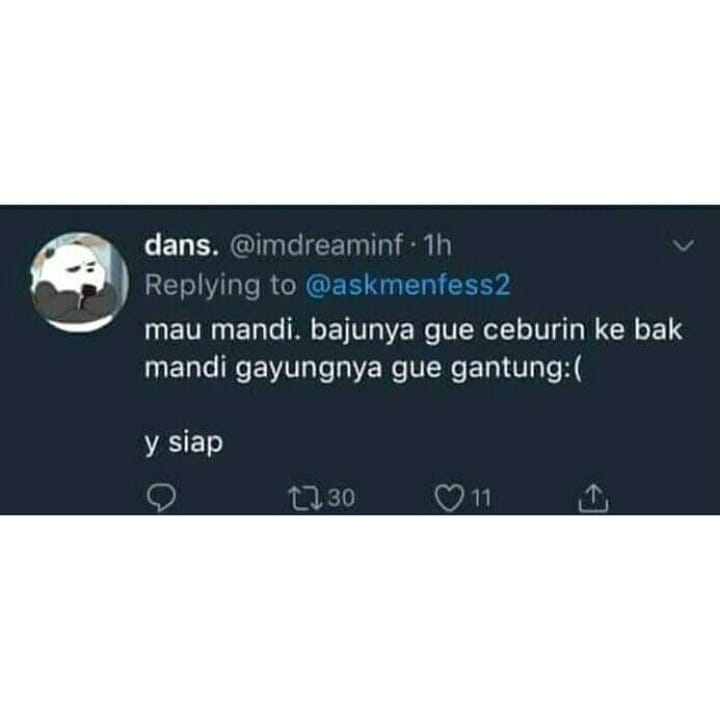 dans. @imdreaminf · 1h
Replying to @askmenfess2
mau mandi. bajunya gue ceburin ke bak
mandi gayungnya gue gantung:(
y siap
30 11